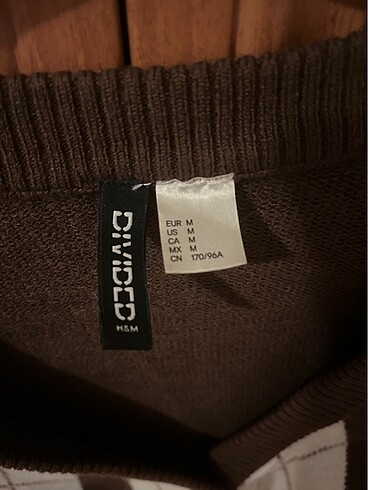 DIVIDED
H&M
EUR M
US M
CA M
MX M
CN 170/96A